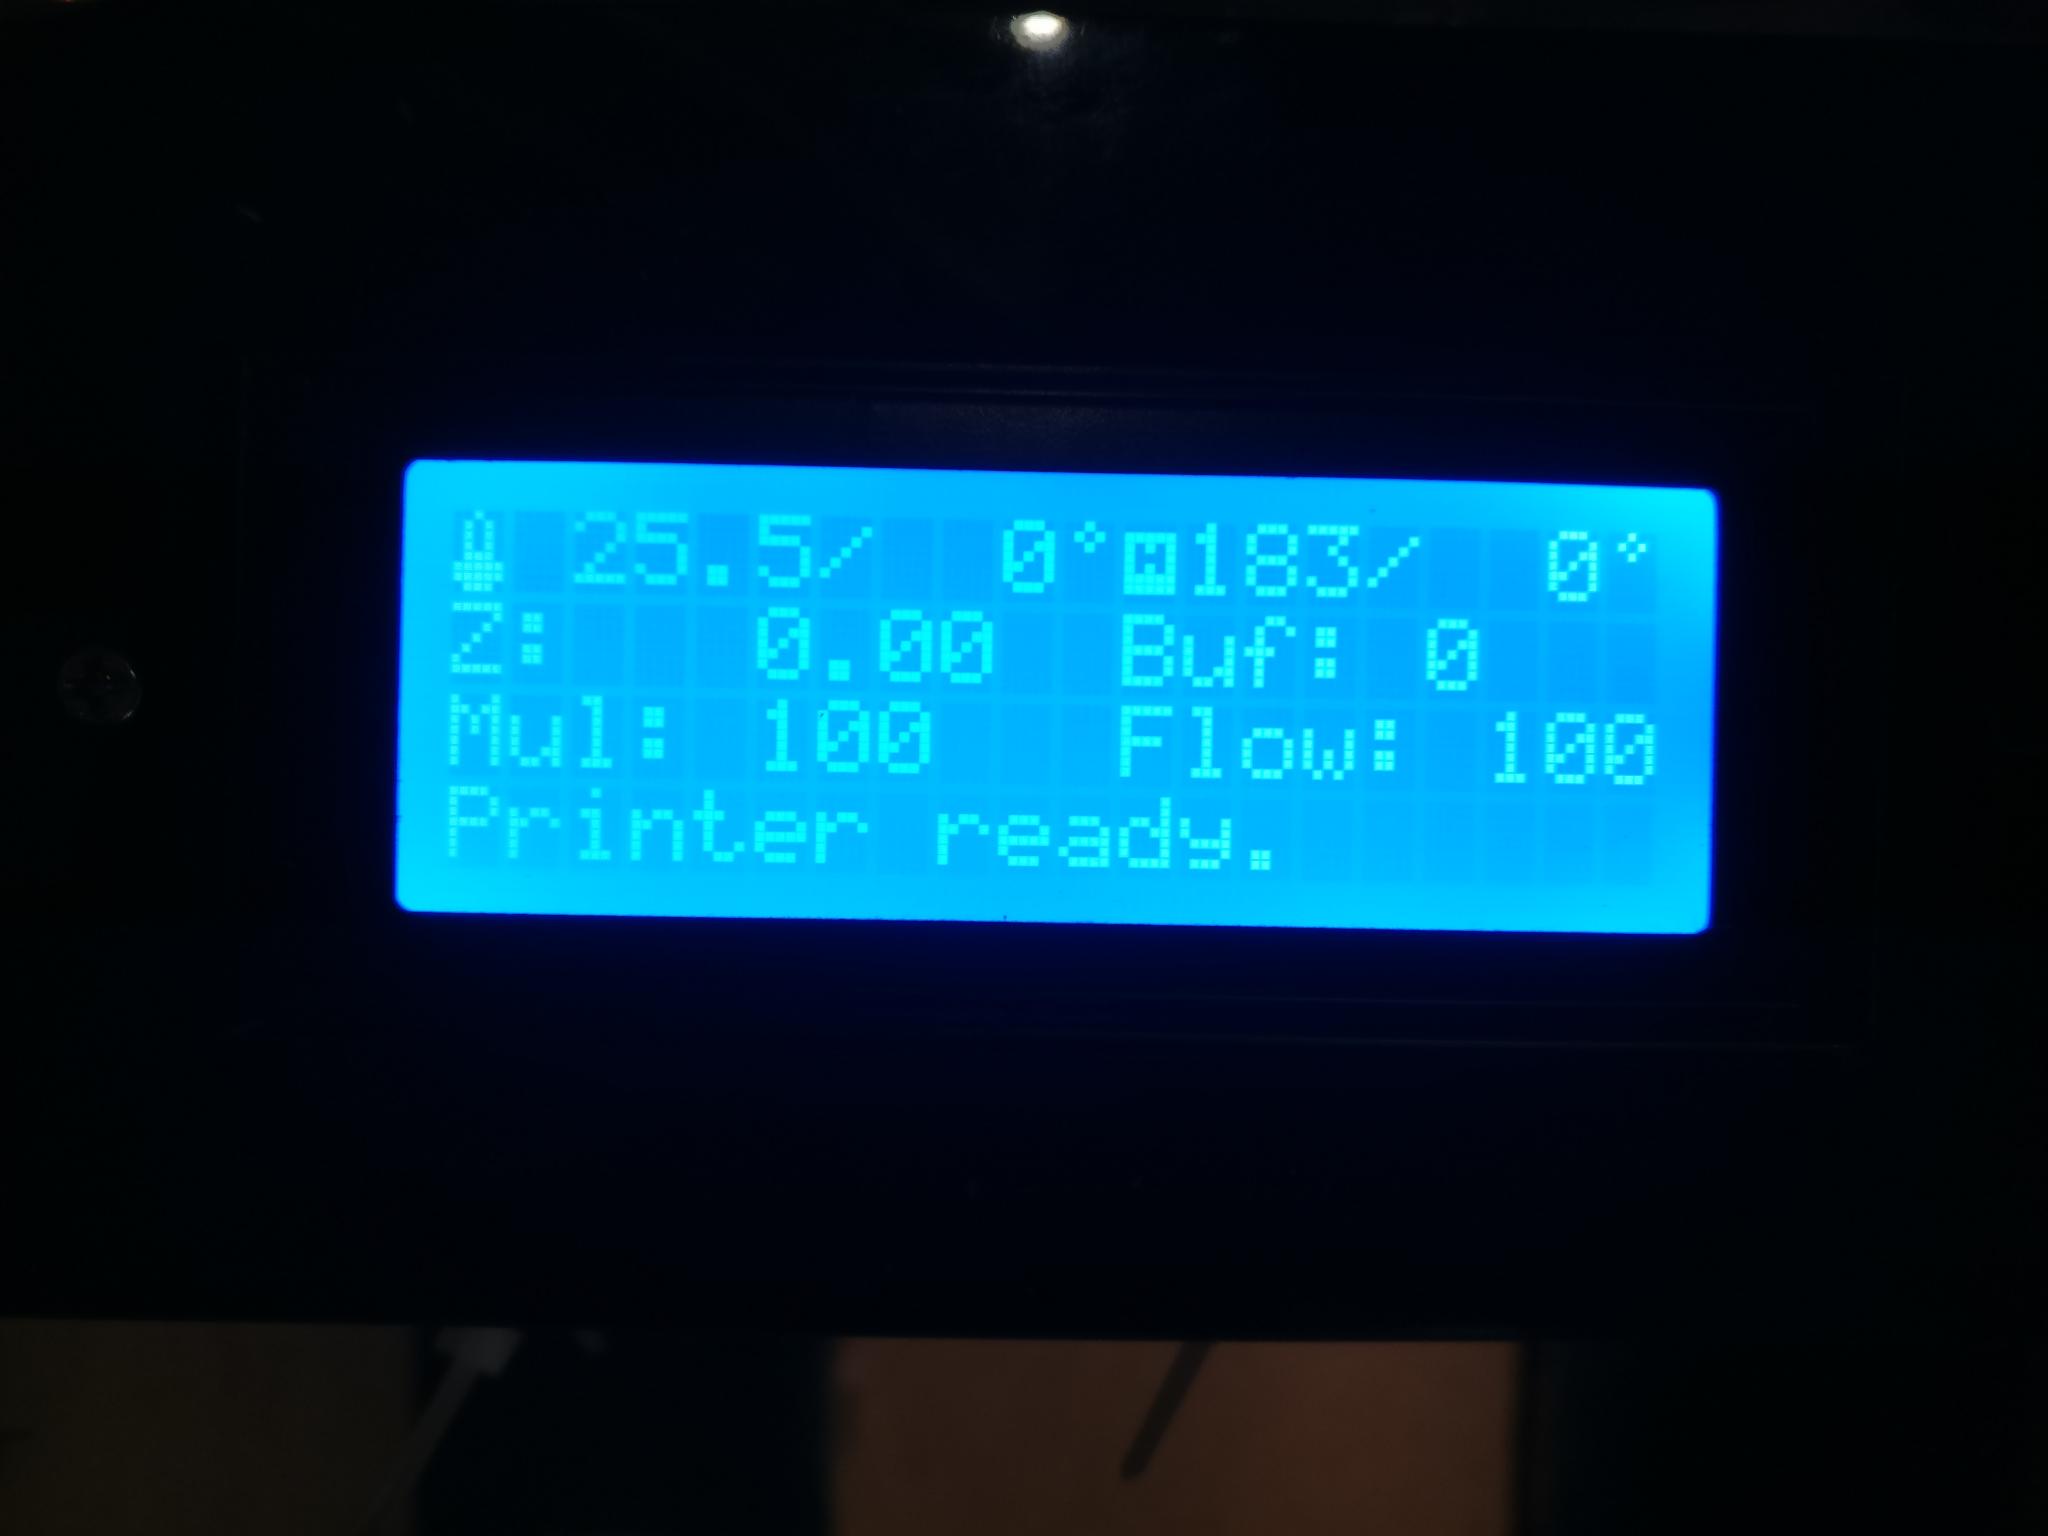 25.5/ 0° 183/ 0°
Z: 0.00 Buf: 0
Mul: 100 Flow: 100
Printer ready.